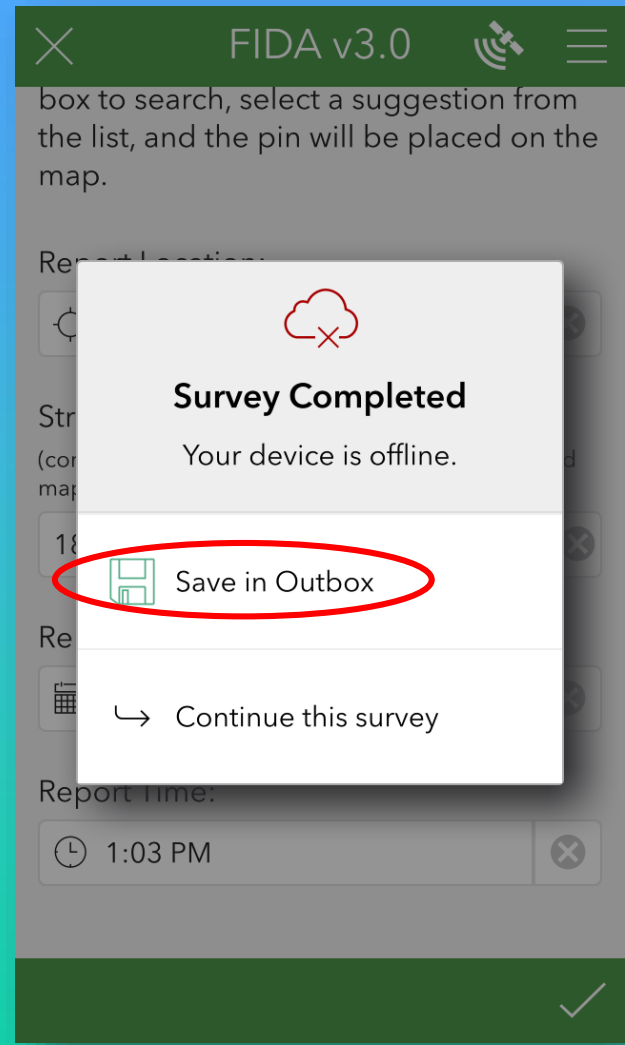 FIDA v3.0
box to search, select a suggestion from
the list, and the pin will be placed on the
map.
Survey Completed
Your device is offline.
Save in Outbox
Continue this survey
Report Time:
1:03 PM